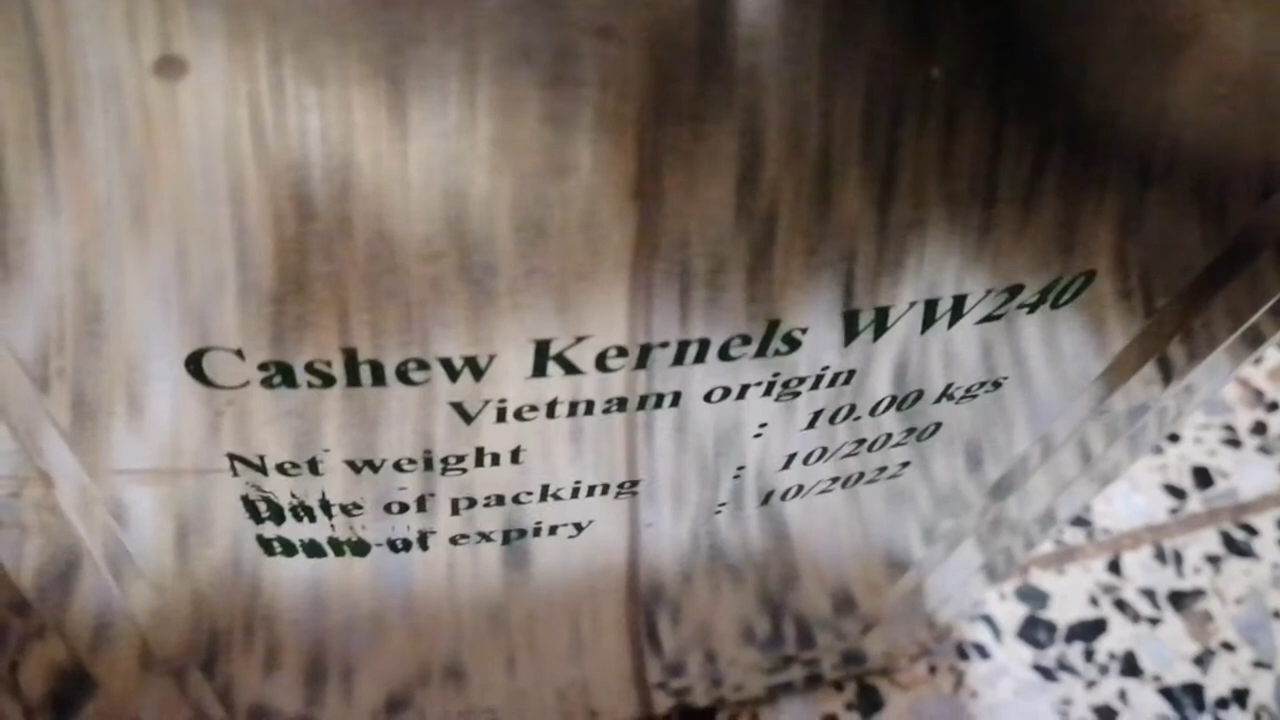 Cashew Kernels WW240
Vietnam origin
Net weight : 10.00 kgs
Date of packing : 10/2020
Date of expiry : 10/2022